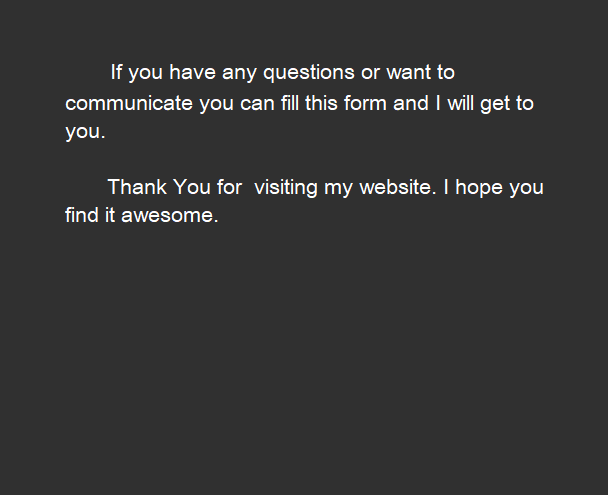 If you have any questions or want to
communicate you can fill this form and I will get to
you.
Thank You for  visiting my website. I hope you
find it awesome.